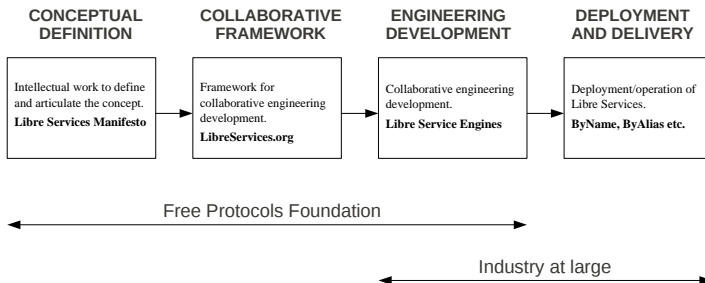 CONCEPTUAL
DEFINITION
COLLABORATIVE
FRAMEWORK
ENGINEERING
DEVELOPMENT
DEPLOYMENT
AND DELIVERY
Intellectual work to define
and articulate the concept.
Libre Services Manifesto
Framework for
collaborative engineering
development.
LibreServices.org
Collaborative engineering
development.
Libre Service Engines
Deployment/operation of
Libre Services.
ByName, ByAlias etc.
Free Protocols Foundation
Industry at large